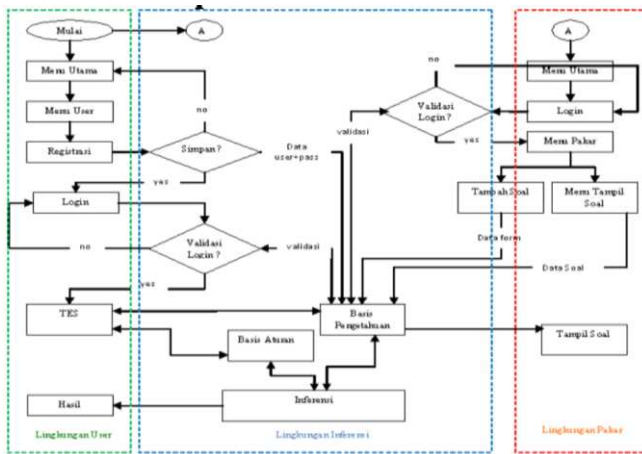 Mulai
A
A
Menu Utama
Menu Utama
no
no
Menu User
Validasi
Login?
Login
validasi
Registrasi
Simpan?
Data
user+pass
yes
Menu Pakar
yes
Login
Tambah Soal
Menu Tampil
Soal
no
Validasi
Login?
validasi
Data form
Data Soal
yes
TES
Basis
Pengetahuan
Basis Aturan
Tampil Soal
Hasil
Inferensi
Lingkungan User
Lingkungan Inferensi
Lingkungan Pakar